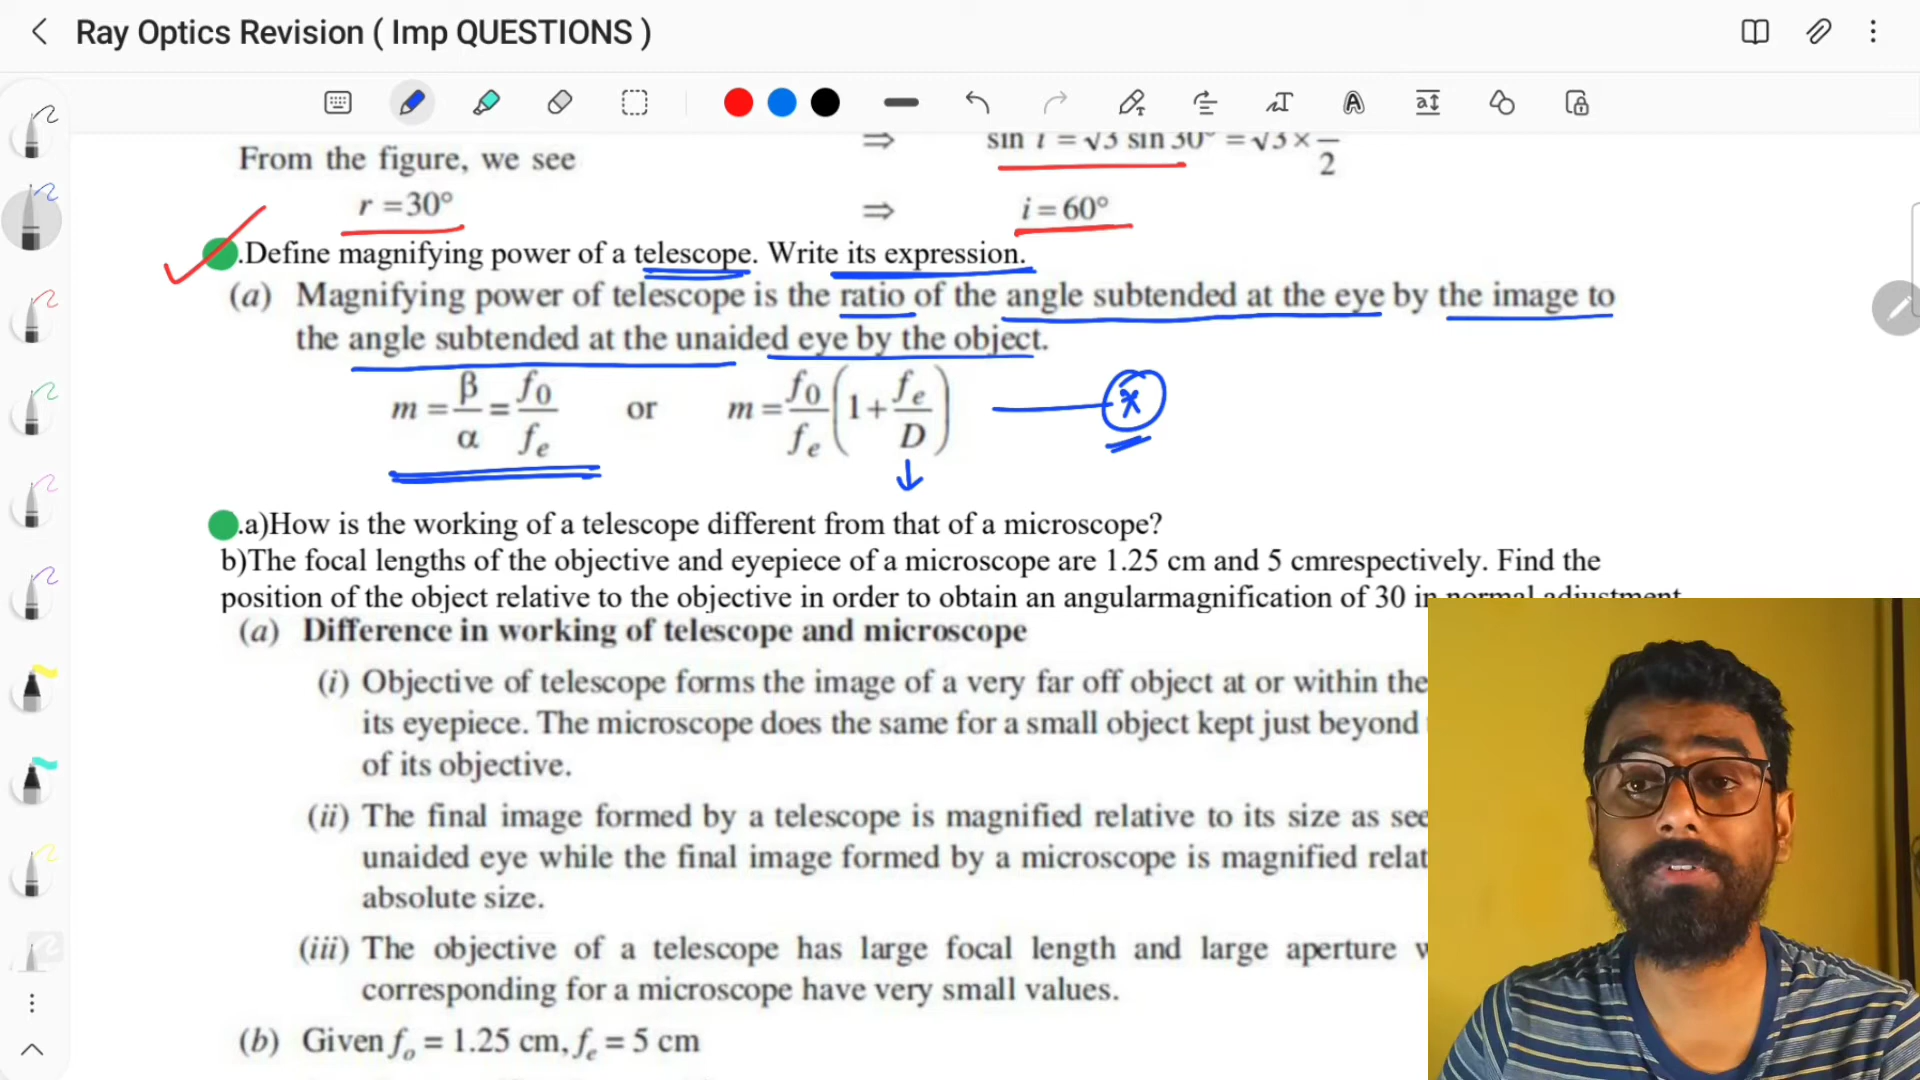 Ray Optics Revision ( Imp QUESTIONS )
⇒ sin i = √3 sin 30° = √3 × — 2
From the figure, we see
r = 30° ⇒ i = 60°
.Define magnifying power of a telescope. Write its expression.
(a) Magnifying power of telescope is the ratio of the angle subtended at the eye by the image to
the angle subtended at the unaided eye by the object.
m = β/α = f0/fe or m = f0/fe (1 + fe/D)
.a)How is the working of a telescope different from that of a microscope?
b)The focal lengths of the objective and eyepiece of a microscope are 1.25 cm and 5 cmrespectively. Find the
position of the object relative to the objective in order to obtain an angularmagnification of 30 in normal adjustment
(a) Difference in working of telescope and microscope
(i) Objective of telescope forms the image of a very far off object at or within the
its eyepiece. The microscope does the same for a small object kept just beyond
of its objective.
(ii) The final image formed by a telescope is magnified relative to its size as see
unaided eye while the final image formed by a microscope is magnified relat
absolute size.
(iii) The objective of a telescope has large focal length and large aperture w
corresponding for a microscope have very small values.
(b) Given fo = 1.25 cm, fe = 5 cm